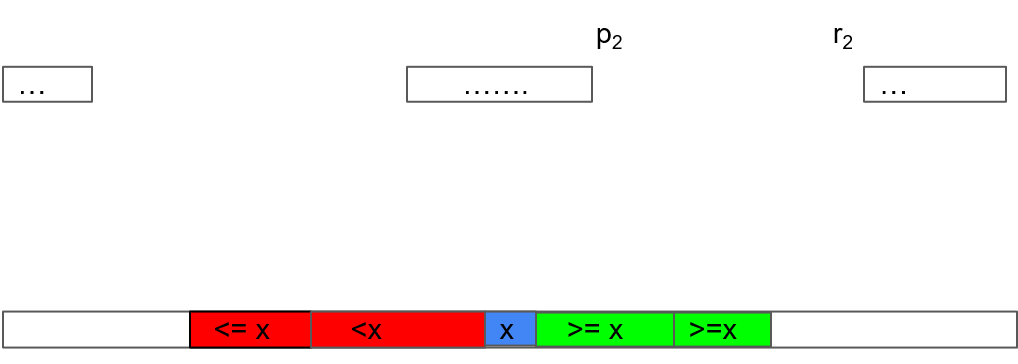 p₂ r₂
... ....... ...
<= x <x x >= x >=x